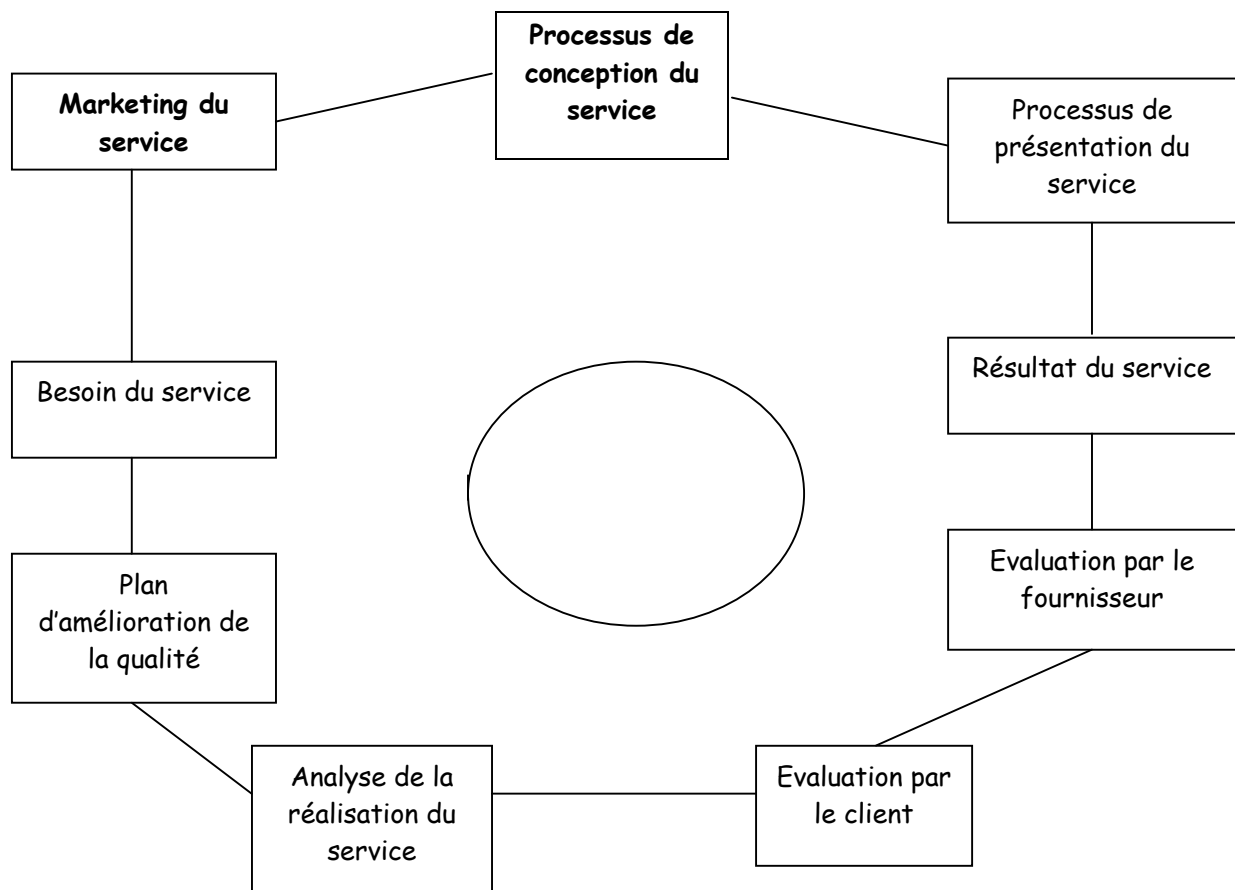 Processus de
conception du
service
Marketing du
service
Processus de
présentation du
service
Besoin du service
Résultat du service
Plan
d'amélioration de
la qualité
Evaluation par le
fournisseur
Analyse de la
réalisation du
service
Evaluation par
le client